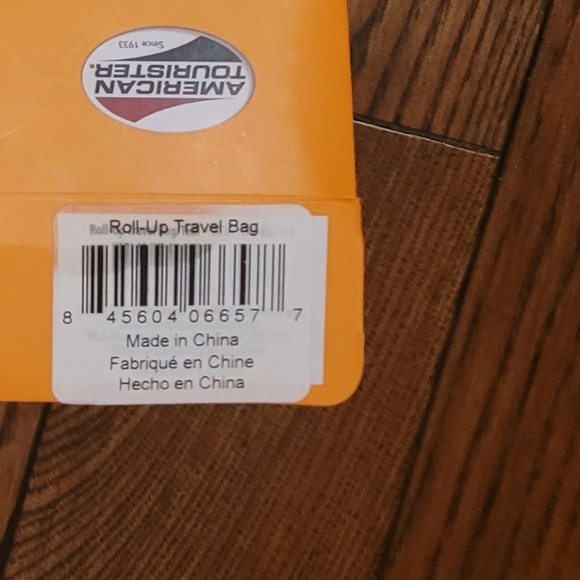 AMERICAN
TOURISTER.
Since 1933
Roll-Up Travel Bag
8 45604 06657 7
Made in China
Fabriqué en Chine
Hecho en China